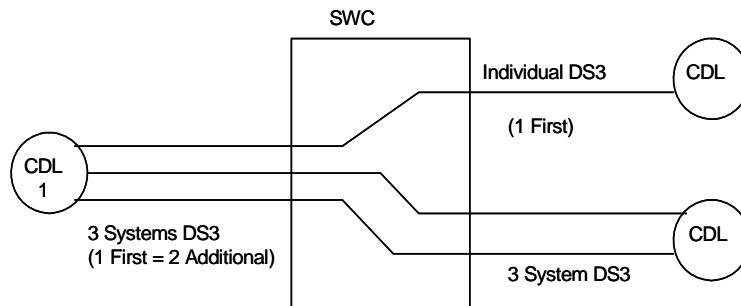 SWC
Individual DS3
CDL
(1 First)
CDL
1
3 Systems DS3
(1 First = 2 Additional)
CDL
3 System DS3